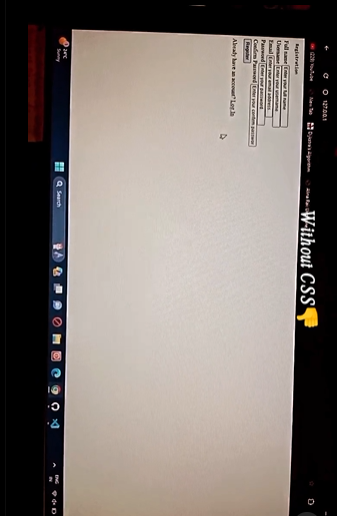 127.0.0.1
YouTube
Without CSS👎
Registration
Full name Enter your full name
Username Enter your username
Email Enter your email address
Password Enter your password
Confirm Password Enter your confirm password
Register
Already have an account? Log In
Sunny
Search
ENG